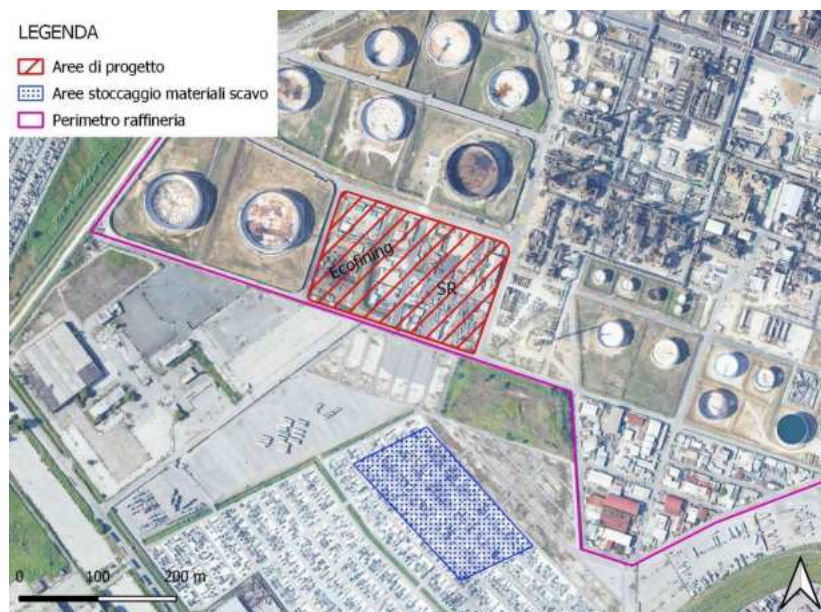 LEGENDA
Aree di progetto
Aree stoccaggio materiali scavo
Perimetro raffineria
Ecofining
SR
0 100 200 m